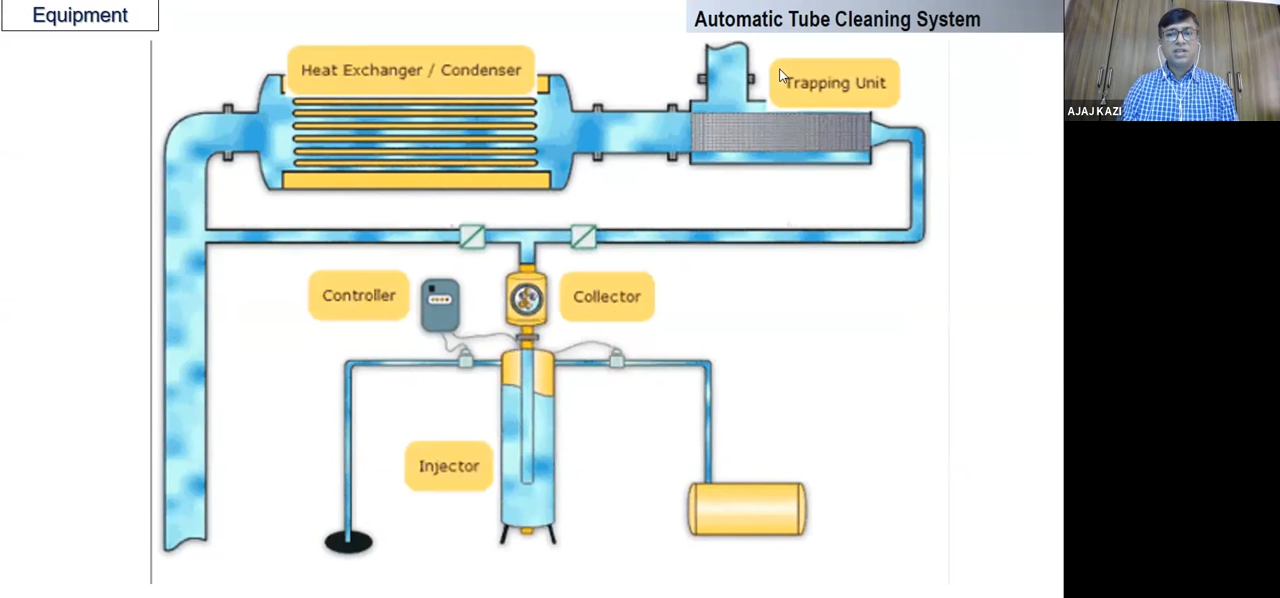 Equipment
Automatic Tube Cleaning System
Heat Exchanger / Condenser
Trapping Unit
AJAJ KAZI
Controller
Collector
Injector